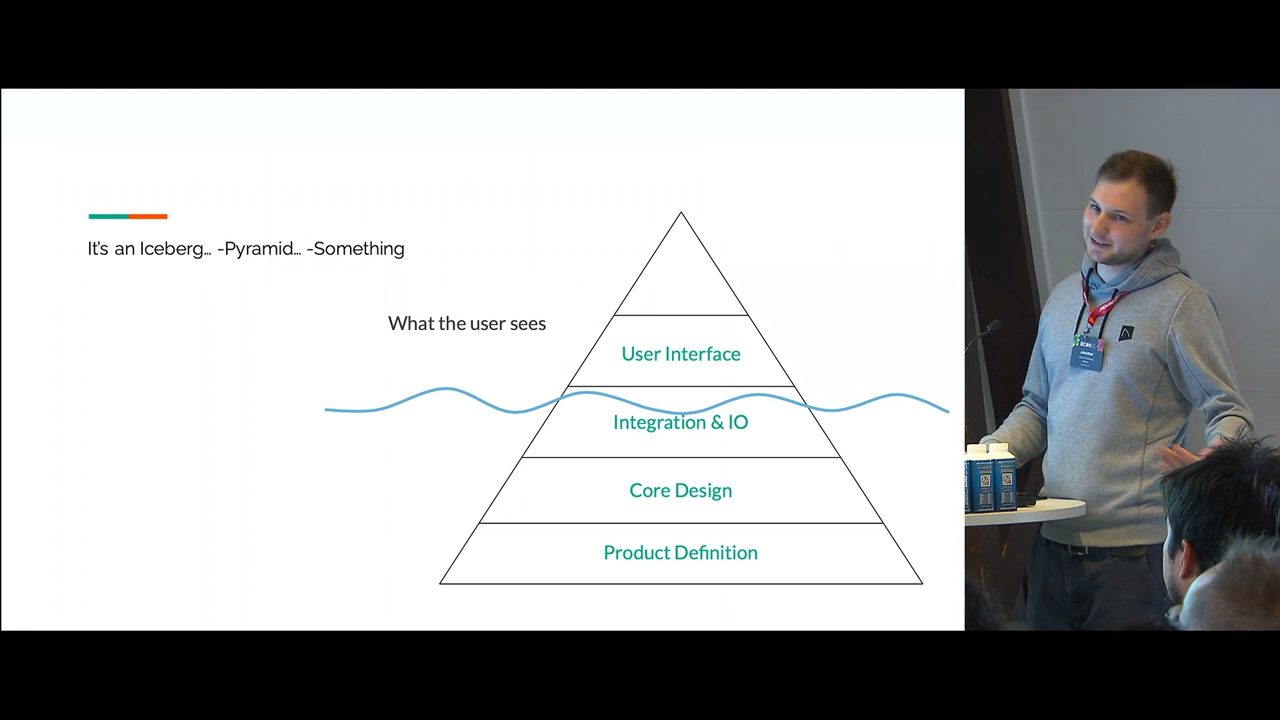 It's an Iceberg... -Pyramid... -Something
What the user sees
User Interface
Integration & IO
Core Design
Product Definition